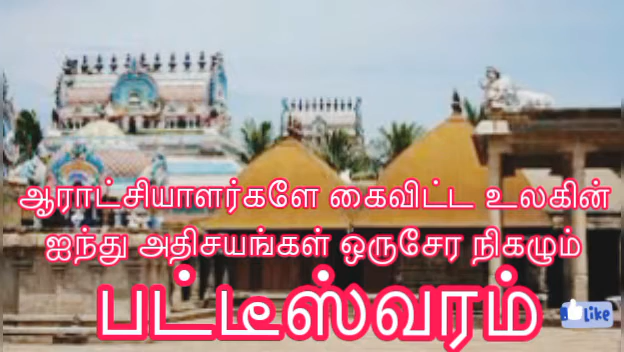 ஆராட்சியாளர்களே கைவிட்ட உலகின்
ஐந்து அதிசயங்கள் ஒருசேர நிகழும்
பட்டீஸ்வரம்
like